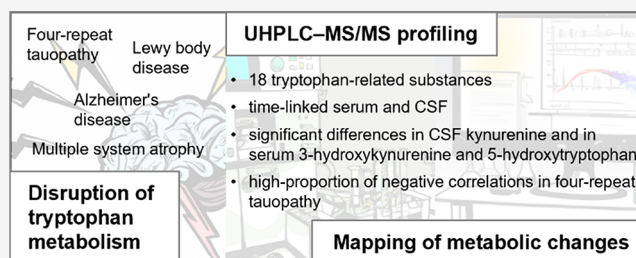 Four-repeat
tauopathy
Lewy body
disease
Alzheimer's
disease
Multiple system atrophy
Disruption of
tryptophan
metabolism
UHPLC–MS/MS profiling
• 18 tryptophan-related substances
• time-linked serum and CSF
• significant differences in CSF kynurenine and in
serum 3-hydroxykynurenine and 5-hydroxytryptophan
• high-proportion of negative correlations in four-repeat
tauopathy
Mapping of metabolic changes